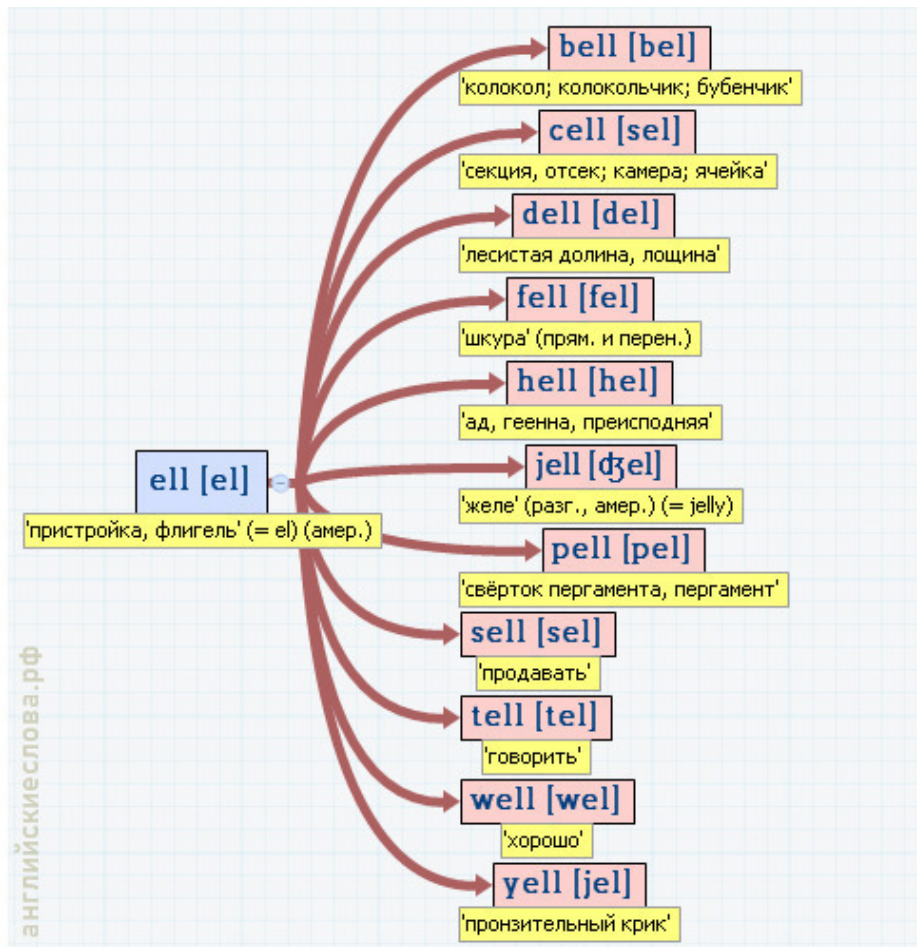 bell [bel]
'колокол; колокольчик; бубенчик'
cell [sel]
'секция, отсек; камера; ячейка'
dell [del]
'лесистая долина, лощина'
fell [fel]
'шкура' (прям. и перен.)
hell [hel]
'ад, геенна, преисподняя'
ell [el]
'пристройка, флигель' (= el) (амер.)
jell [ʤel]
'желе' (разг., амер.) (= jelly)
pell [pel]
'свёрток пергамента, пергамент'
sell [sel]
'продавать'
tell [tel]
'говорить'
well [wel]
'хорошо'
yell [jel]
'пронзительный крик'
английскиеслова.рф